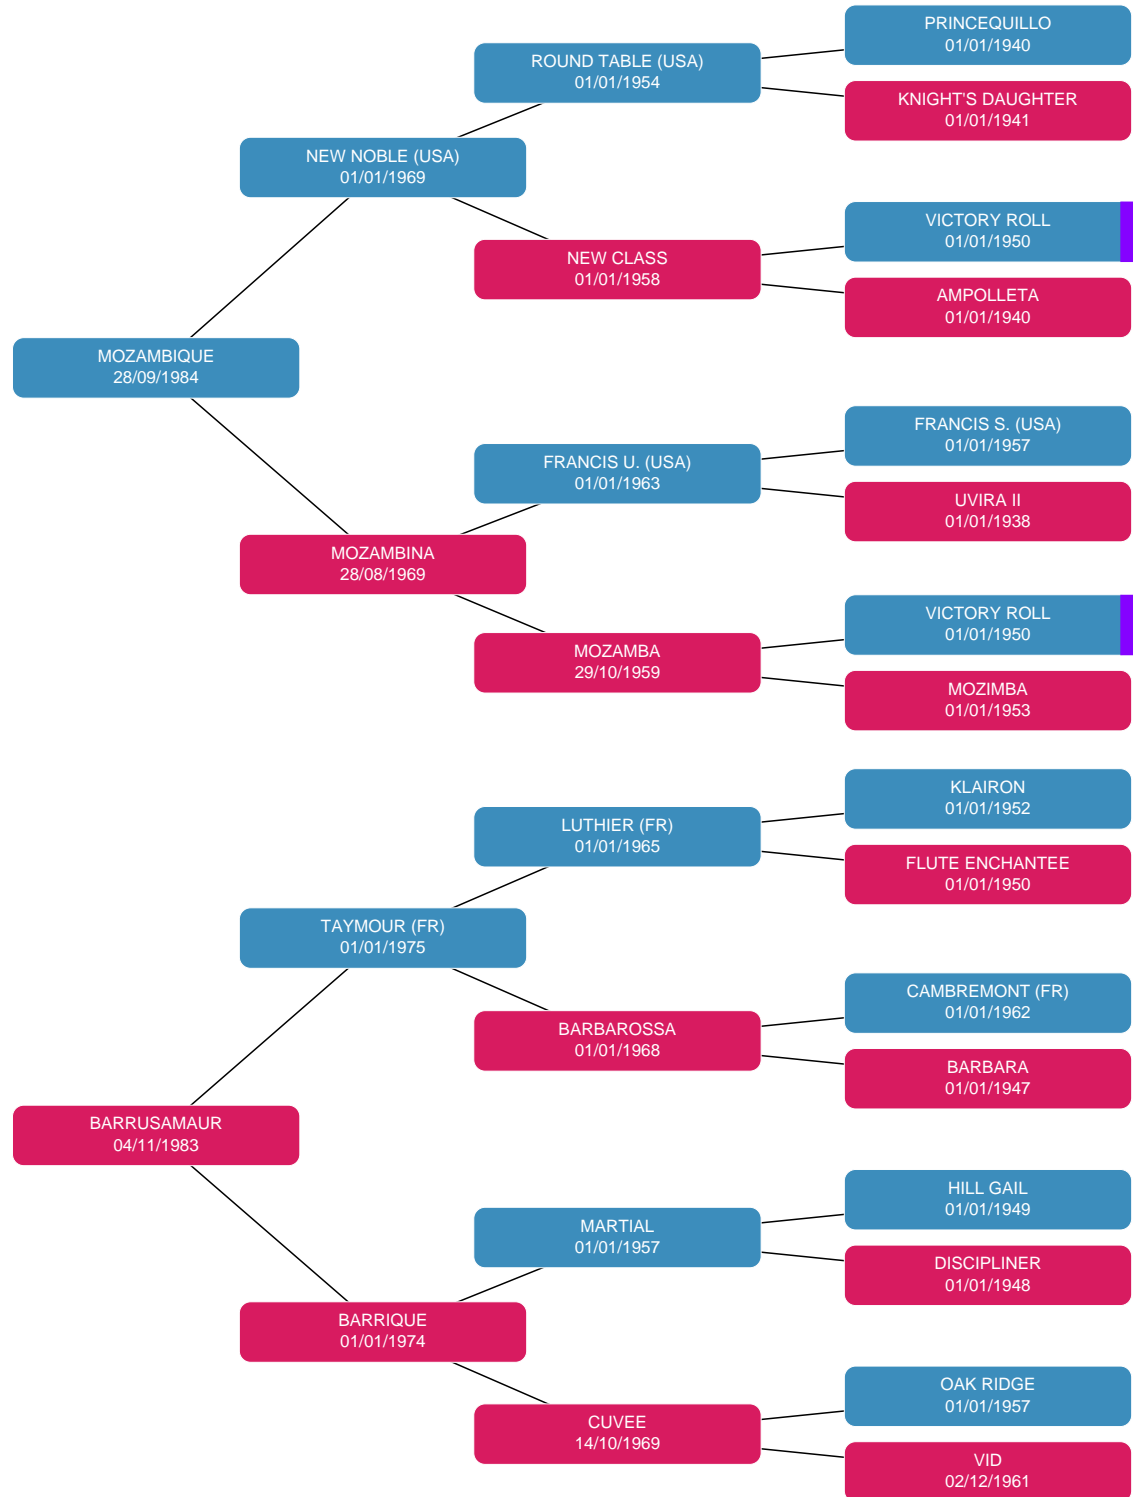 PRINCEQUILLO
01/01/1940
ROUND TABLE (USA)
01/01/1954
KNIGHT'S DAUGHTER
01/01/1941
NEW NOBLE (USA)
01/01/1969
VICTORY ROLL
01/01/1950
NEW CLASS
01/01/1958
AMPOLLETA
01/01/1940
MOZAMBIQUE
28/09/1984
FRANCIS S. (USA)
01/01/1957
FRANCIS U. (USA)
01/01/1963
UVIRA II
01/01/1938
MOZAMBINA
28/08/1969
VICTORY ROLL
01/01/1950
MOZAMBA
29/10/1959
MOZIMBA
01/01/1953
KLAIRON
01/01/1952
LUTHIER (FR)
01/01/1965
FLUTE ENCHANTEE
01/01/1950
TAYMOUR (FR)
01/01/1975
CAMBREMONT (FR)
01/01/1962
BARBAROSSA
01/01/1968
BARBARA
01/01/1947
BARRUSAMAUR
04/11/1983
HILL GAIL
01/01/1949
MARTIAL
01/01/1957
DISCIPLINER
01/01/1948
BARRIQUE
01/01/1974
OAK RIDGE
01/01/1957
CUVEE
14/10/1969
VID
02/12/1961